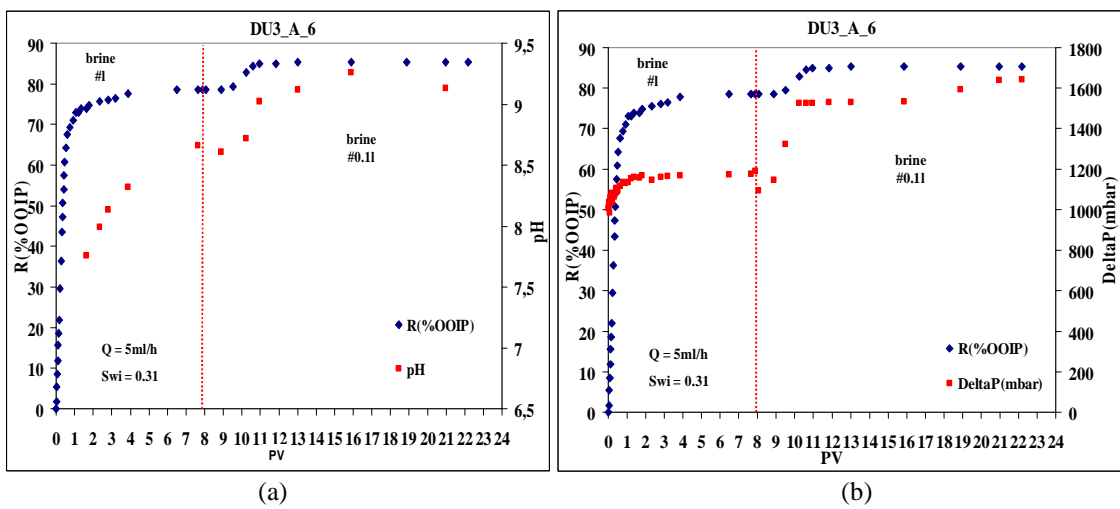 DU3_A_6
R(%OOIP)
90
80
70
60
50
40
30
20
10
0
brine
#l
brine
#0.1l
R(%OOIP)
pH
Q = 5ml/h
Swi = 0.31
9,5
9
8,5
8
7,5
7
6,5
pH
0 1 2 3 4 5 6 7 8 9 10 11 12 13 14 15 16 17 18 19 20 21 22 23 24
PV
(a)
DU3_A_6
R(%OOIP)
90
80
70
60
50
40
30
20
10
0
brine
#l
brine
#0.1l
R(%OOIP)
DeltaP(mbar)
Q = 5ml/h
Swi = 0.31
1800
1600
1400
1200
1000
800
600
400
200
0
DeltaP(mbar)
0 1 2 3 4 5 6 7 8 9 10 11 12 13 14 15 16 17 18 19 20 21 22 23 24
PV
(b)